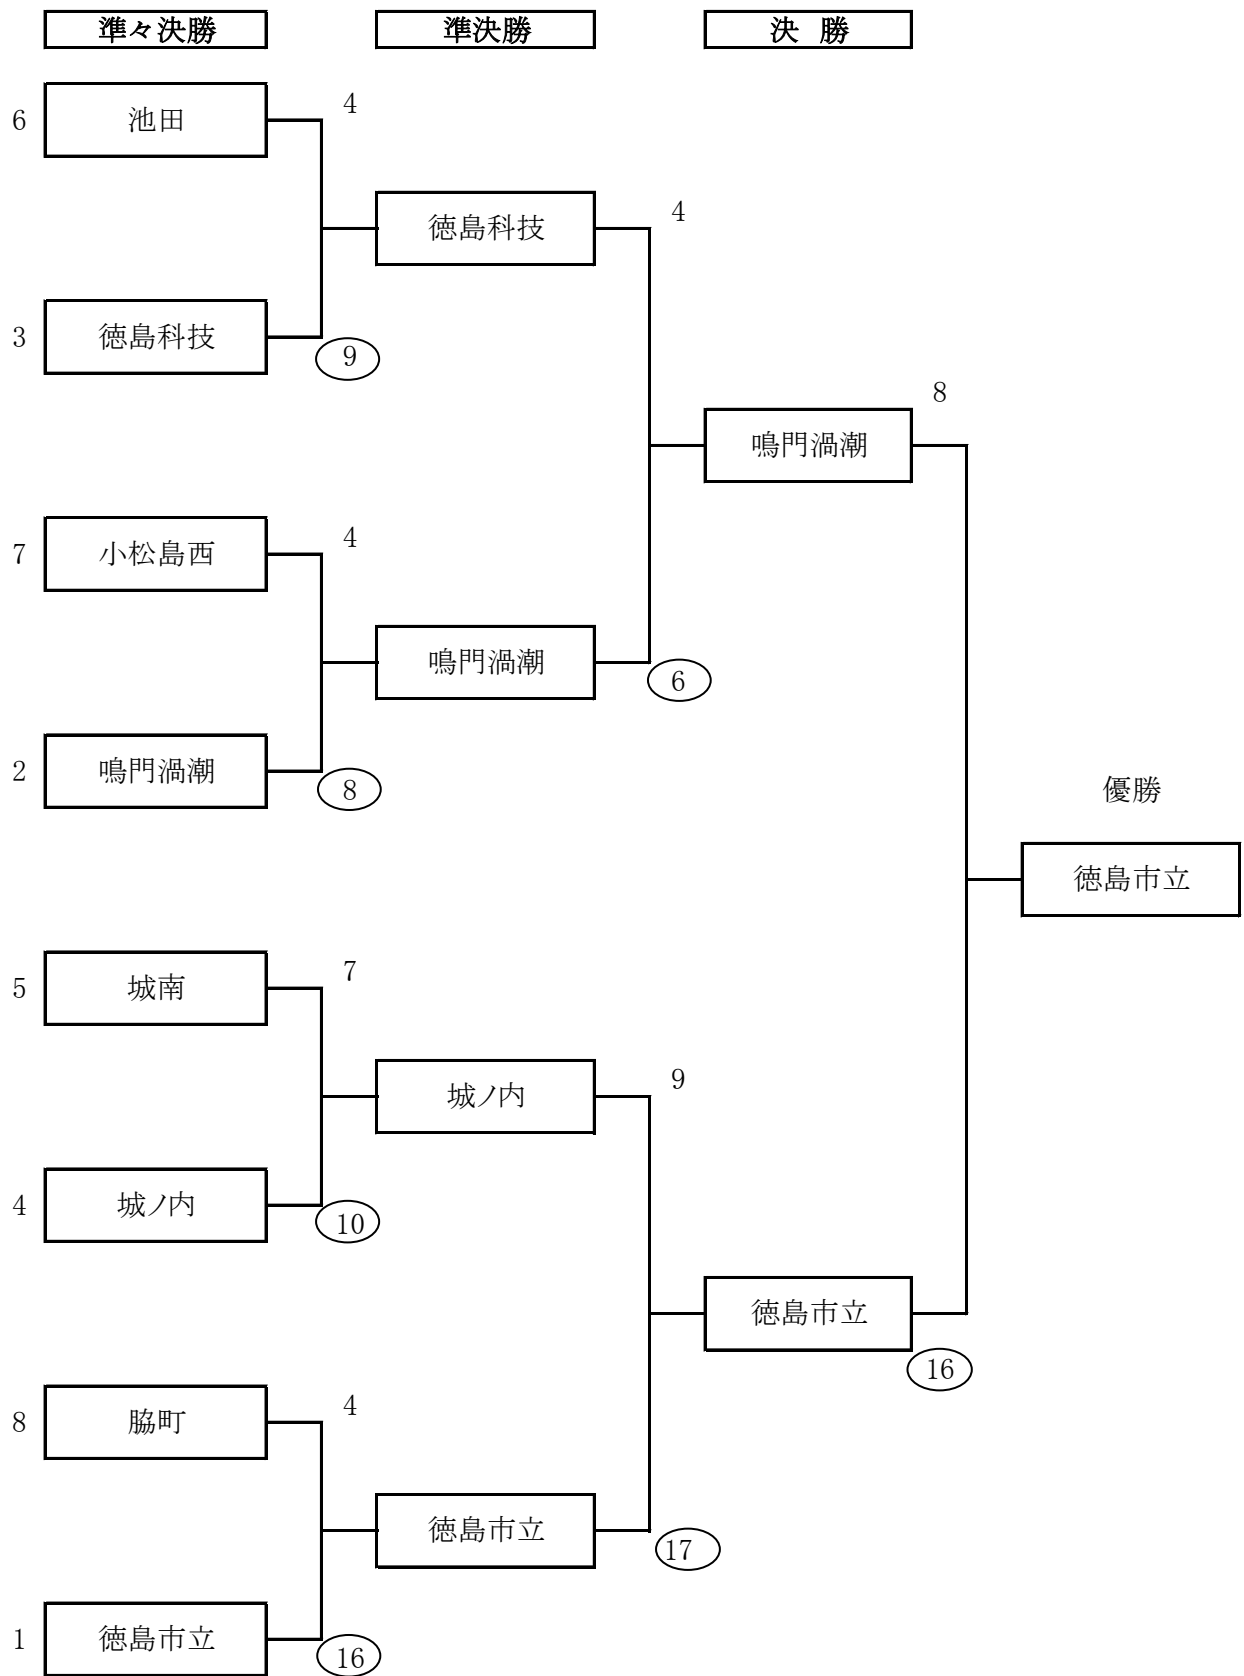 準々決勝 準決勝 決 勝
6 池田 4
徳島科技 4
3 徳島科技 9
鳴門渦潮 8
7 小松島西 4
鳴門渦潮 6
2 鳴門渦潮 8
優勝
徳島市立
5 城南 7
城ノ内 9
4 城ノ内 10
徳島市立 16
8 脇町 4
徳島市立 17
1 徳島市立 16